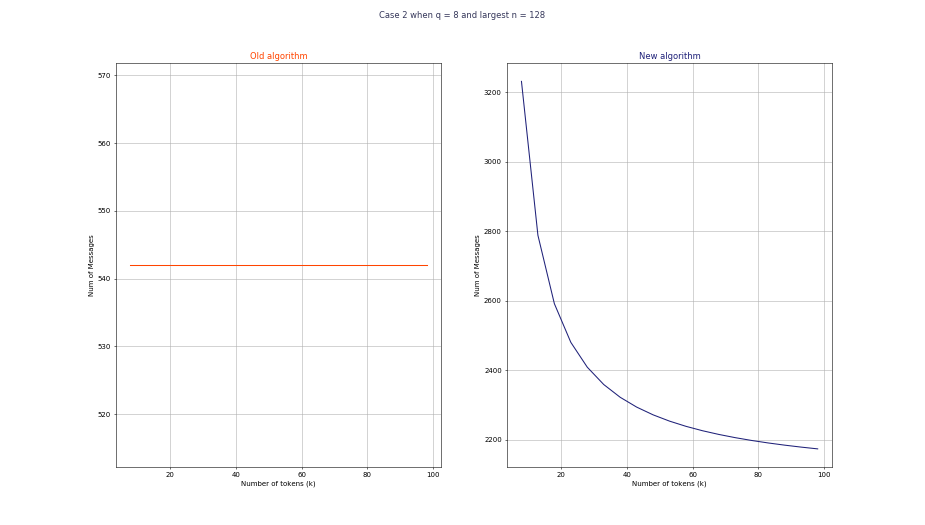 Case 2 when q = 8 and largest n = 128
Old algorithm
570
560
550
540
530
520
Num of Messages
20 40 60 80 100
Number of tokens (k)
New algorithm
3200
3000
2800
2600
2400
2200
Num of Messages
20 40 60 80 100
Number of tokens (k)